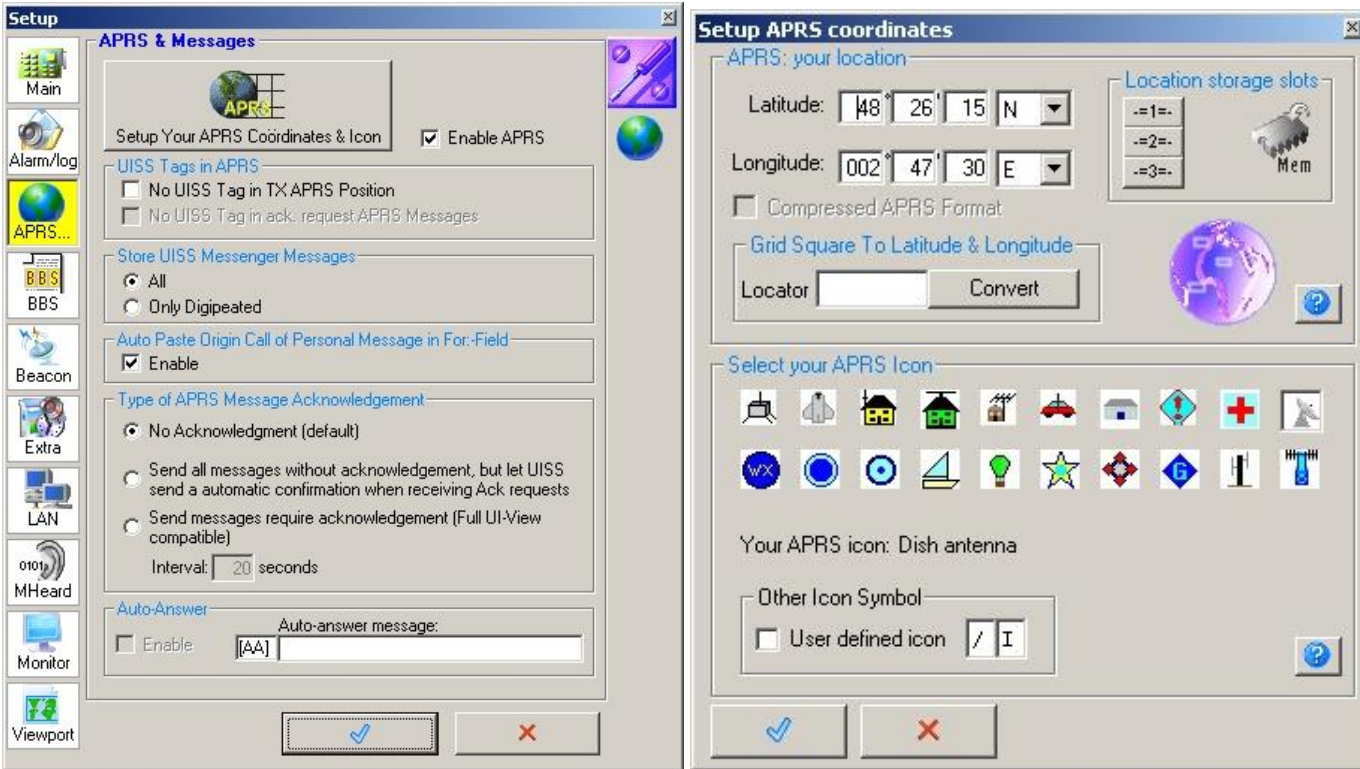 Setup
Main
Alarm/log
APRS...
BBS
BBS
Beacon
Extra
LAN
0101
MHeard
Monitor
Viewport
APRS & Messages
APRS
Setup Your APRS Coördinates & Icon
Enable APRS
UISS Tags in APRS
No UISS Tag in TX APRS Position
No UISS Tag in ack. request APRS Messages
Store UISS Messenger Messages
All
Only Digipeated
Auto Paste Origin Call of Personal Message in For:-Field
Enable
Type of APRS Message Acknowledgement
No Acknowledgment (default)
Send all messages without acknowledgement, but let UISS
send a automatic confirmation when receiving Ack requests
Send messages require acknowledgement (Full UI-View
compatible)
Interval: 20 seconds
Auto-Answer
Auto-answer message:
Enable [AA]
Setup APRS coordinates
APRS: your location
Latitude: 48 ° 26 ' 15 N
Longitude: 002 ° 47 ' 30 E
Compressed APRS Format
Location storage slots
-=1=-
-=2=-
-=3=-
Mem
Grid Square To Latitude & Longitude
Locator Convert
Select your APRS Icon
WX
G
Your APRS icon: Dish antenna
Other Icon Symbol
User defined icon / I